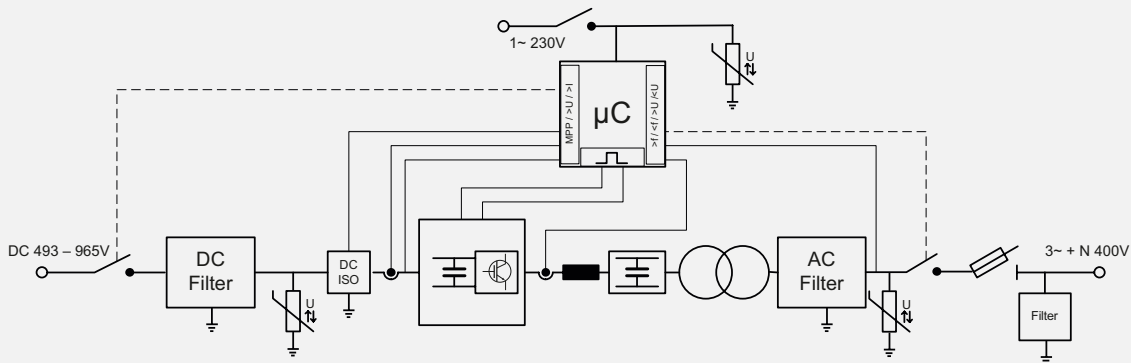 1~ 230V
U
MPP / >U / >I
µC
>f / <f / >U /<U
DC 493 – 965V
DC
Filter
U
DC
ISO
AC
Filter
U
3~ + N 400V
Filter